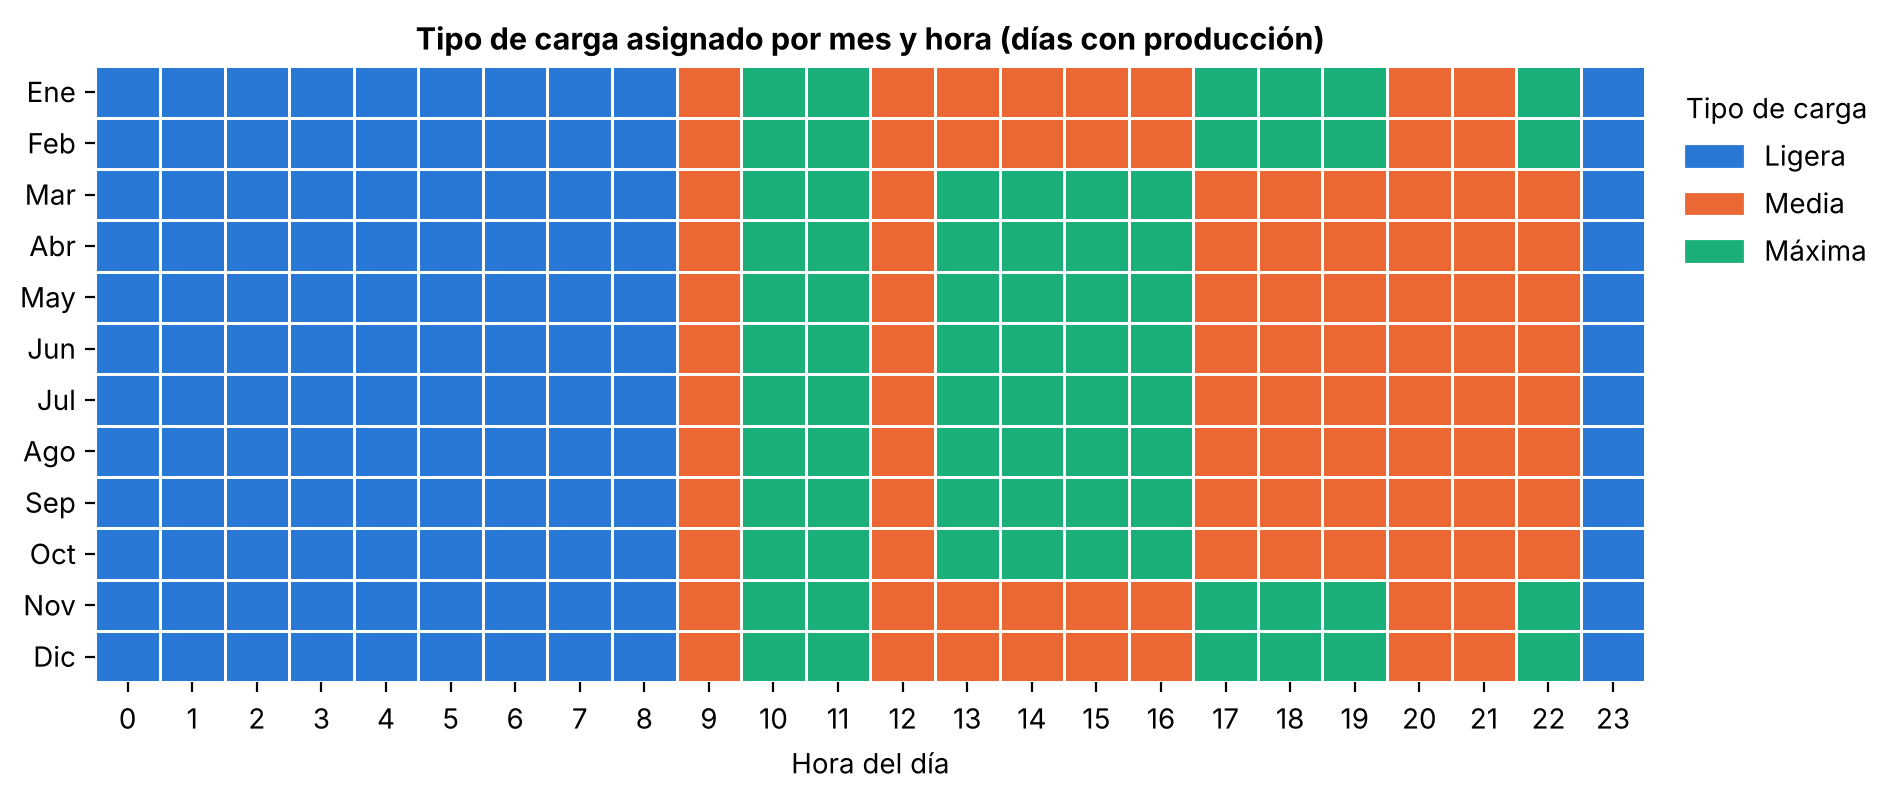 Tipo de carga asignado por mes y hora (días con producción)
Ene
Feb
Mar
Abr
May
Jun
Jul
Ago
Sep
Oct
Nov
Dic
0 1 2 3 4 5 6 7 8 9 10 11 12 13 14 15 16 17 18 19 20 21 22 23
Hora del día
Tipo de carga
Ligera
Media
Máxima